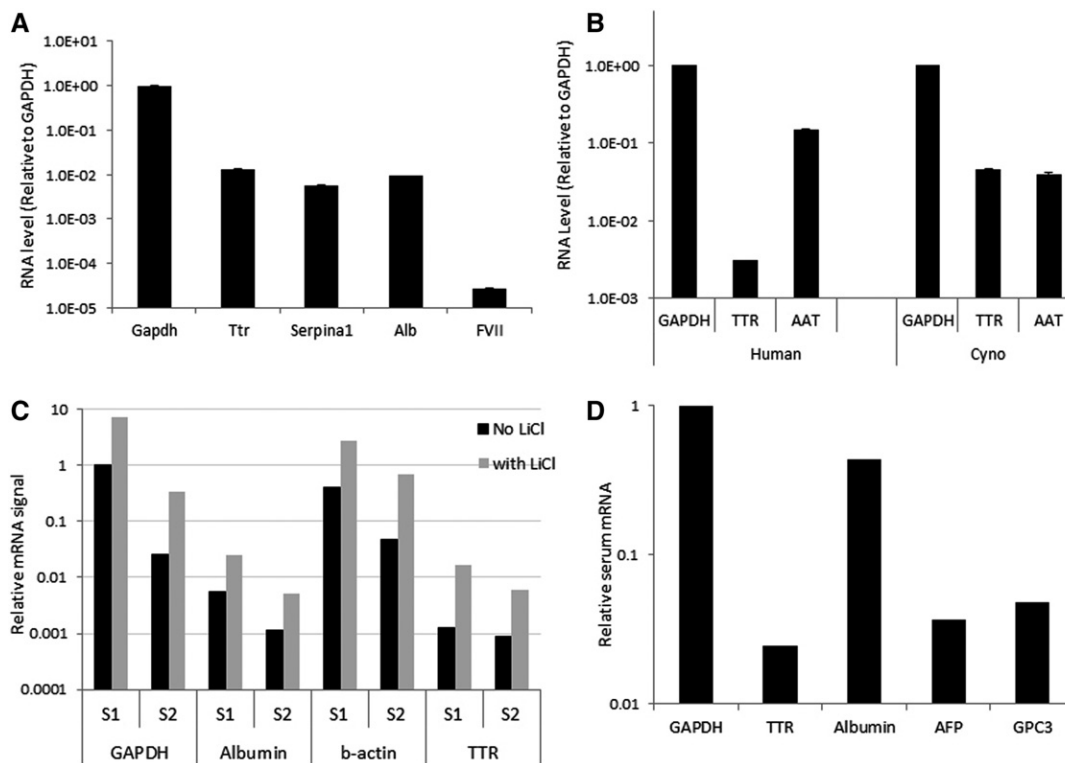 A
RNA level (Relative to GAPDH)
1.0E+01
1.0E+00
1.0E-01
1.0E-02
1.0E-03
1.0E-04
1.0E-05
Gapdh Ttr Serpina1 Alb FVII
B
RNA Level (Relative to GAPDH)
1.0E+00
1.0E-01
1.0E-02
1.0E-03
GAPDH TTR AAT GAPDH TTR AAT
Human Cyno
C
Relative mRNA signal
10
1
0.1
0.01
0.001
0.0001
No LiCl
with LiCl
S1 S2 S1 S2 S1 S2 S1 S2
GAPDH Albumin b-actin TTR
D
Relative serum mRNA
1
0.1
0.01
GAPDH TTR Albumin AFP GPC3